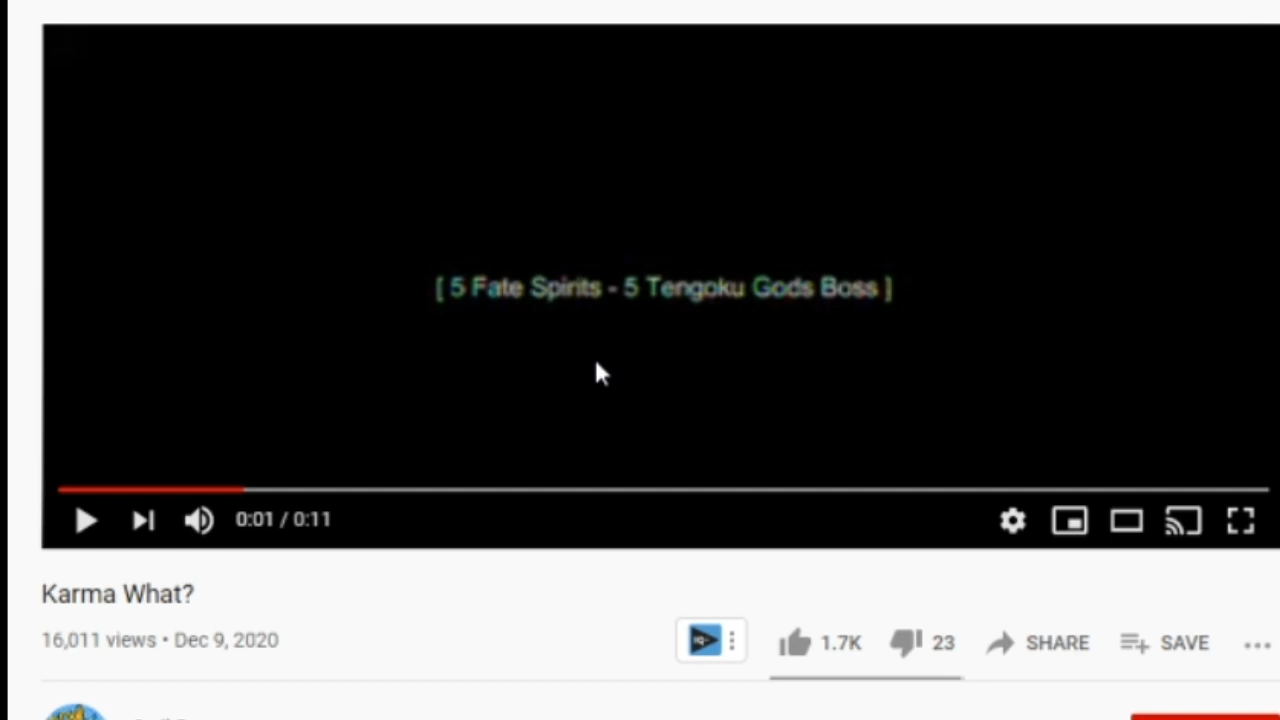 [ 5 Fate Spirits - 5 Tengoku Gods Boss ]
0:01 / 0:11
Karma What?
16,011 views • Dec 9, 2020
1.7K
23
SHARE
SAVE